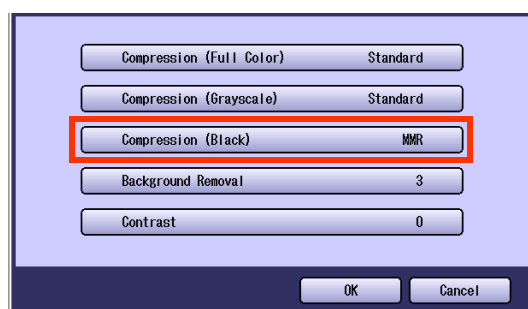 Compression (Full Color) Standard
Compression (Grayscale) Standard
Compression (Black) MMR
Background Removal 3
Contrast 0
OK Cancel